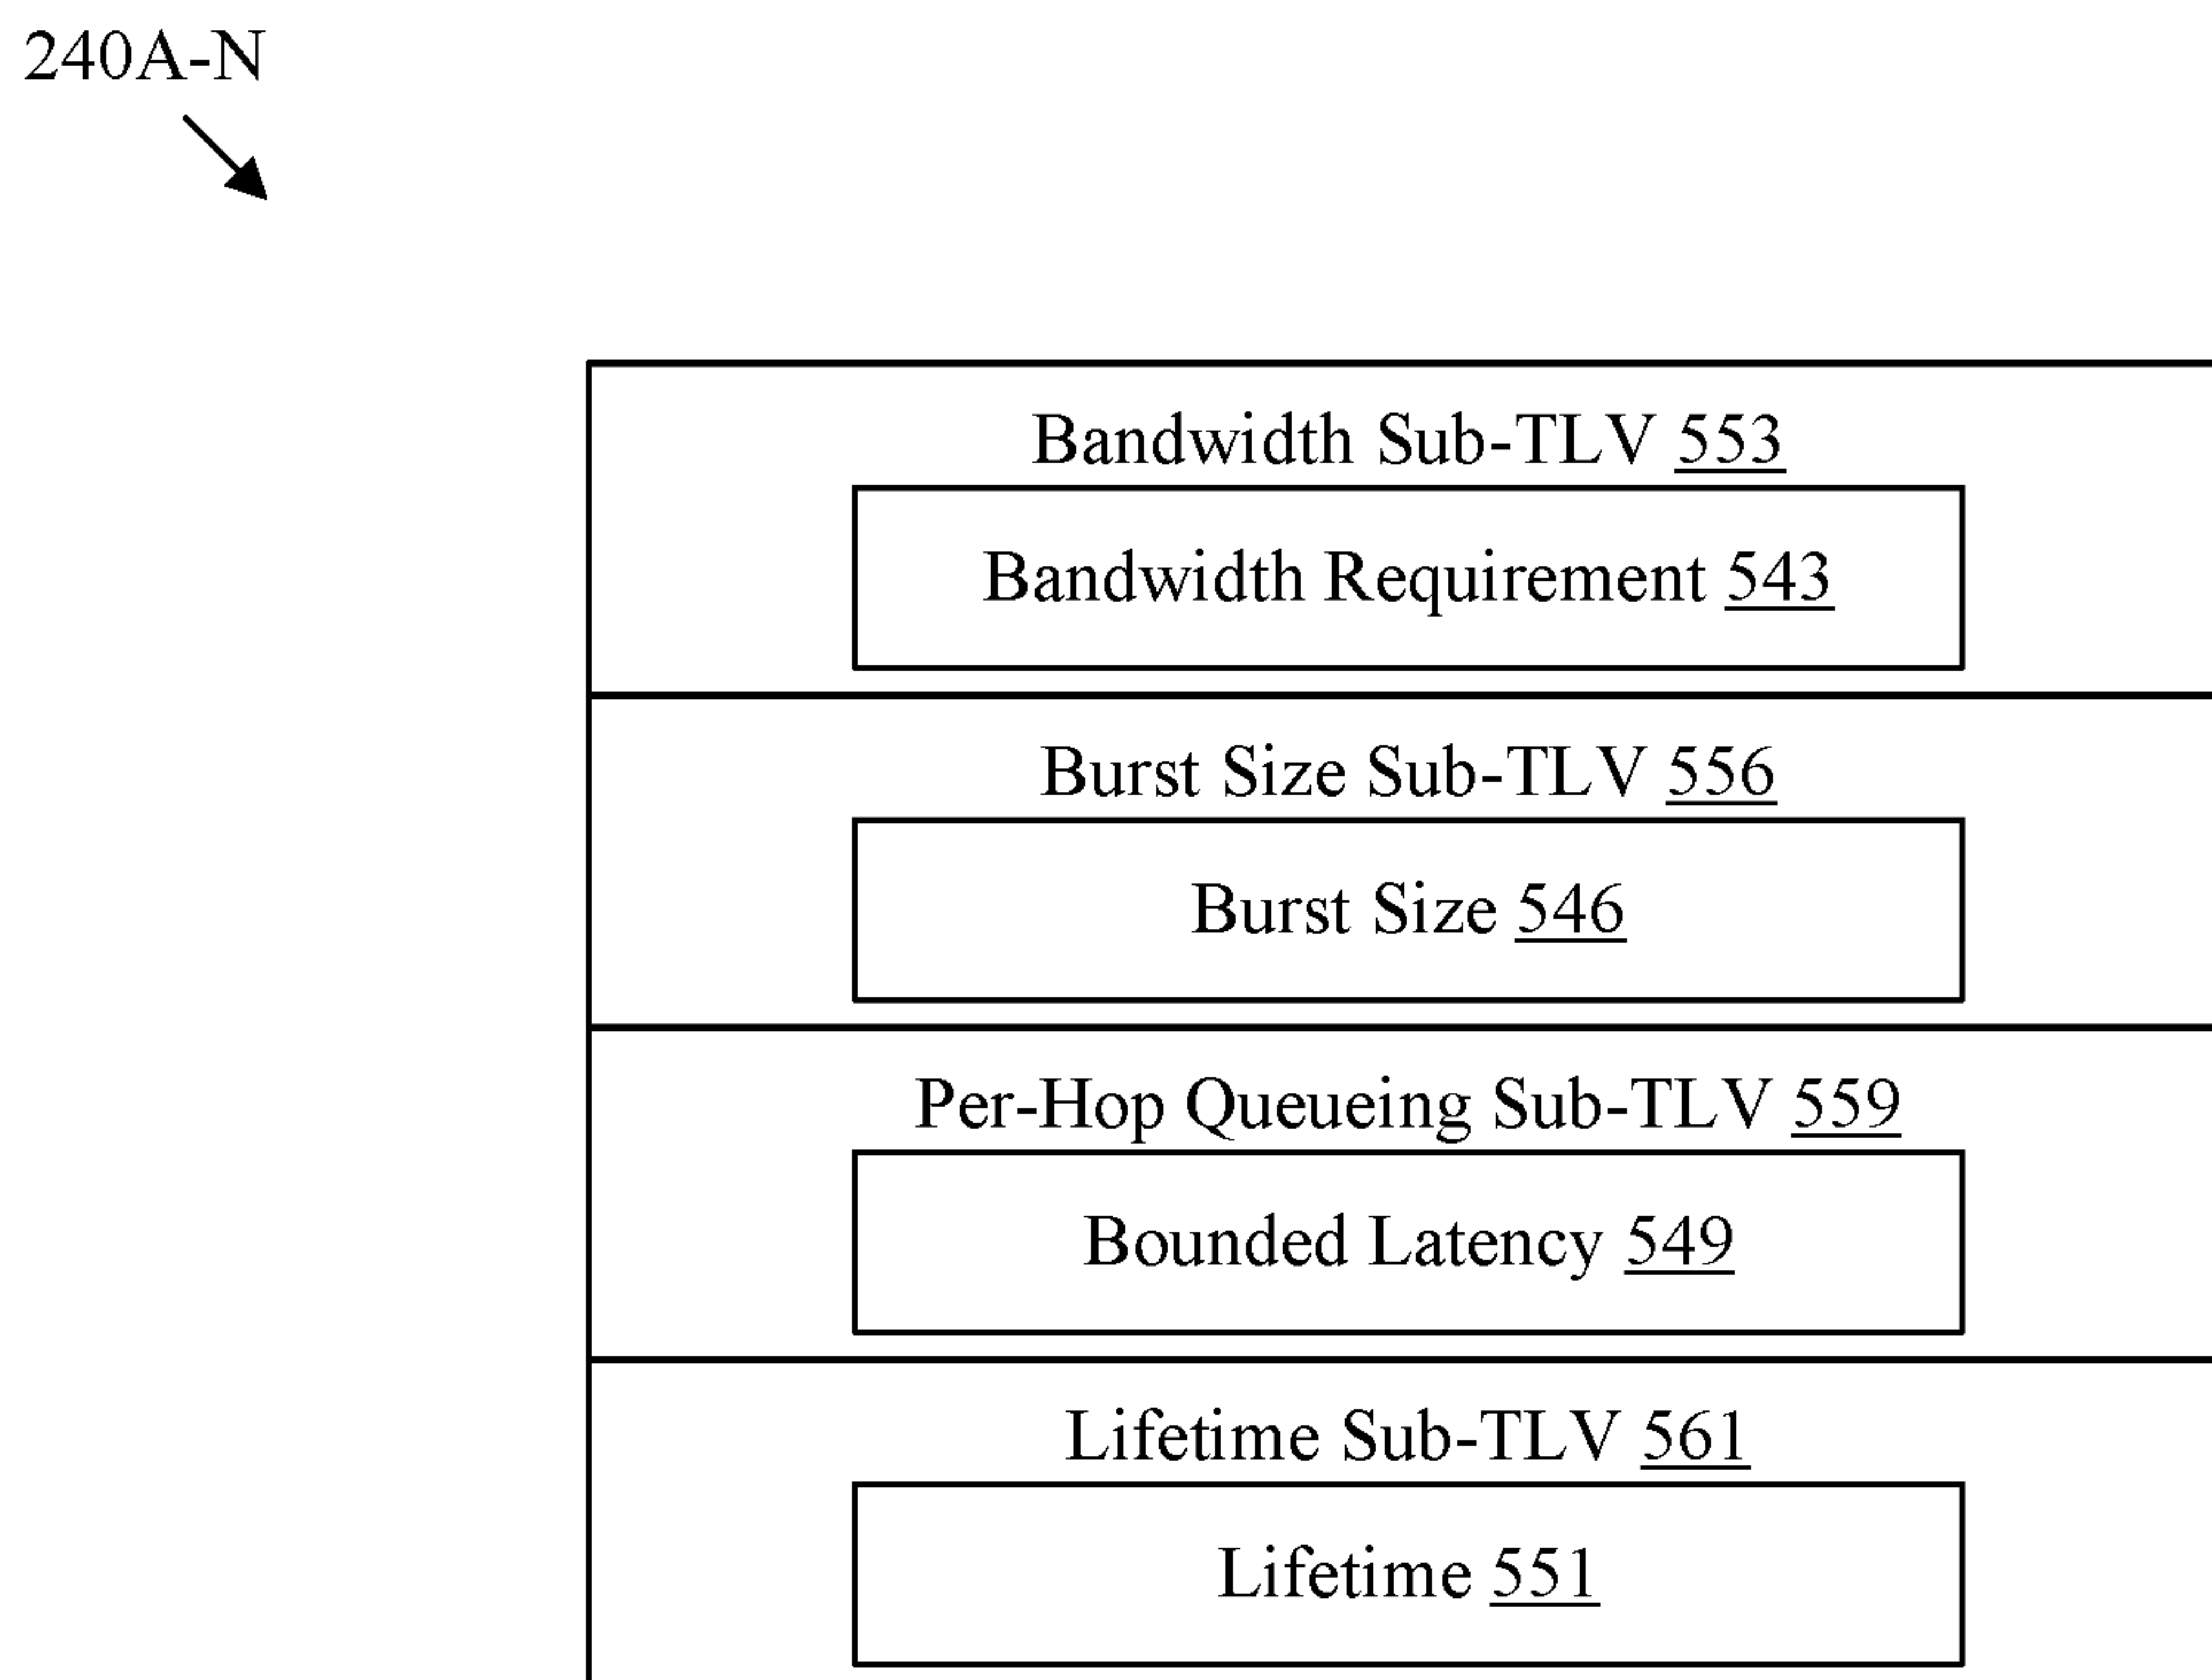 240A-N
Bandwidth Sub-TLV 553
Bandwidth Requirement 543
Burst Size Sub-TLV 556
Burst Size 546
Per-Hop Queueing Sub-TLV 559
Bounded Latency 549
Lifetime Sub-TLV 561
Lifetime 551